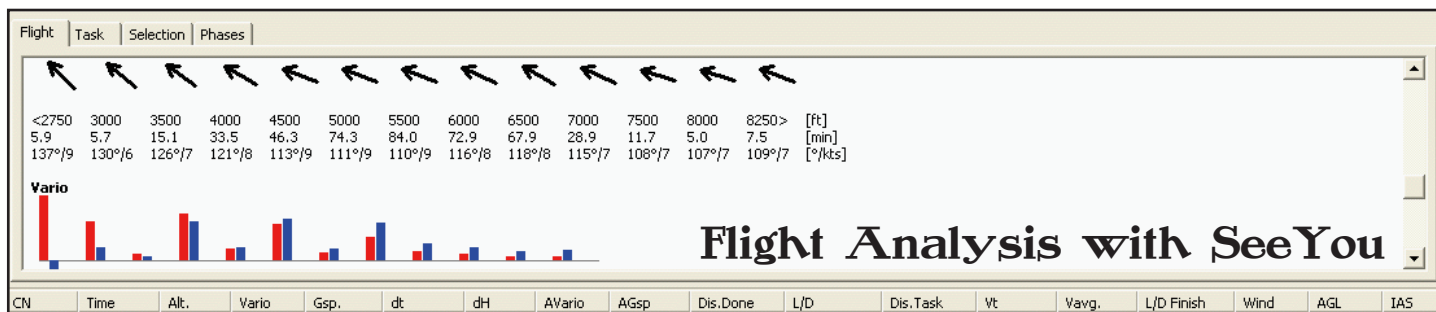 Flight Task Selection Phases
<2750 3000 3500 4000 4500 5000 5500 6000 6500 7000 7500 8000 8250> [ft]
5.9 5.7 15.1 33.5 46.3 74.3 84.0 72.9 67.9 28.9 11.7 5.0 7.5 [min]
137°/9 130°/6 126°/7 121°/8 113°/9 111°/9 110°/9 116°/8 118°/8 115°/7 108°/7 107°/7 109°/7 [°/kts]
Vario
Flight Analysis with SeeYou
CN Time Alt. Vario Gsp. dt dH AVario AGsp Dis.Done L/D Dis.Task Vt Vavg. L/D Finish Wind AGL IAS